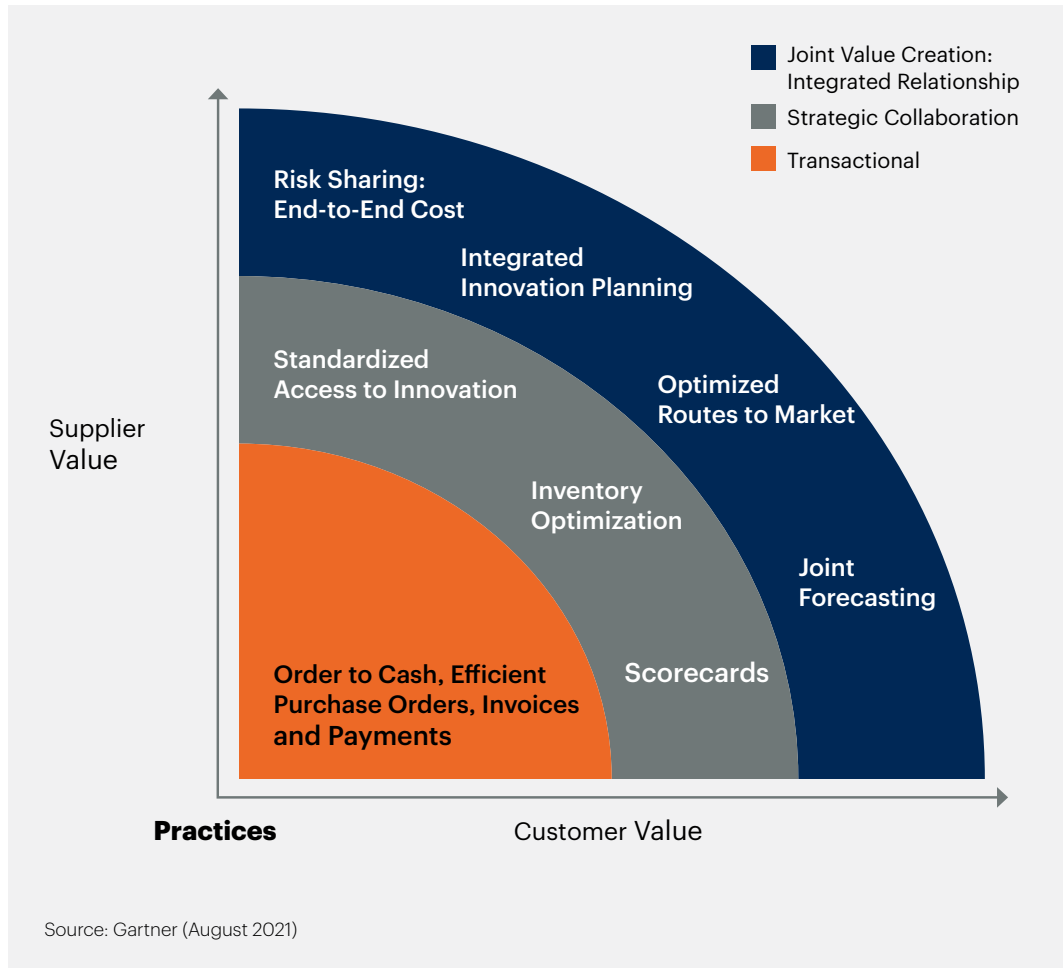 Joint Value Creation:
Integrated Relationship
Strategic Collaboration
Transactional
Risk Sharing:
End-to-End Cost
Integrated
Innovation Planning
Standardized
Access to Innovation
Optimized
Routes to Market
Supplier
Value
Inventory
Optimization
Joint
Forecasting
Order to Cash, Efficient
Purchase Orders, Invoices
and Payments
Scorecards
Practices
Customer Value
Source: Gartner (August 2021)